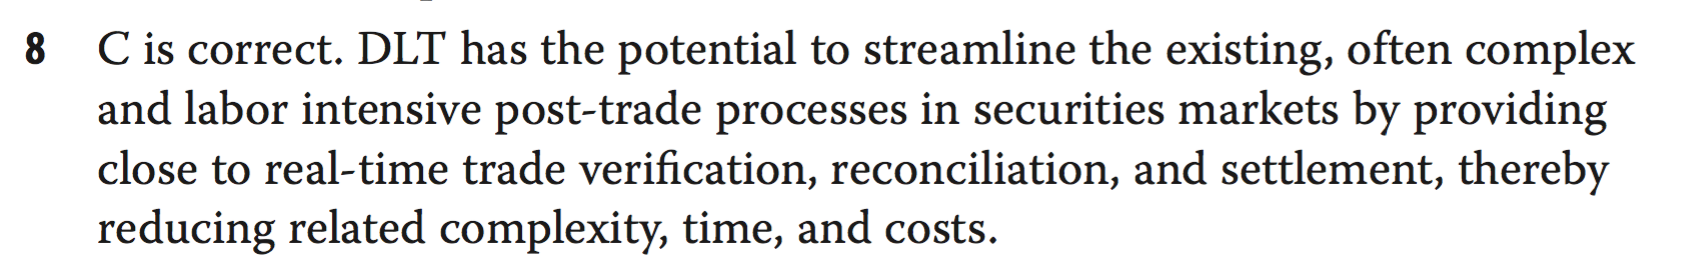 8 C is correct. DLT has the potential to streamline the existing, often complex
and labor intensive post-trade processes in securities markets by providing
close to real-time trade verification, reconciliation, and settlement, thereby
reducing related complexity, time, and costs.